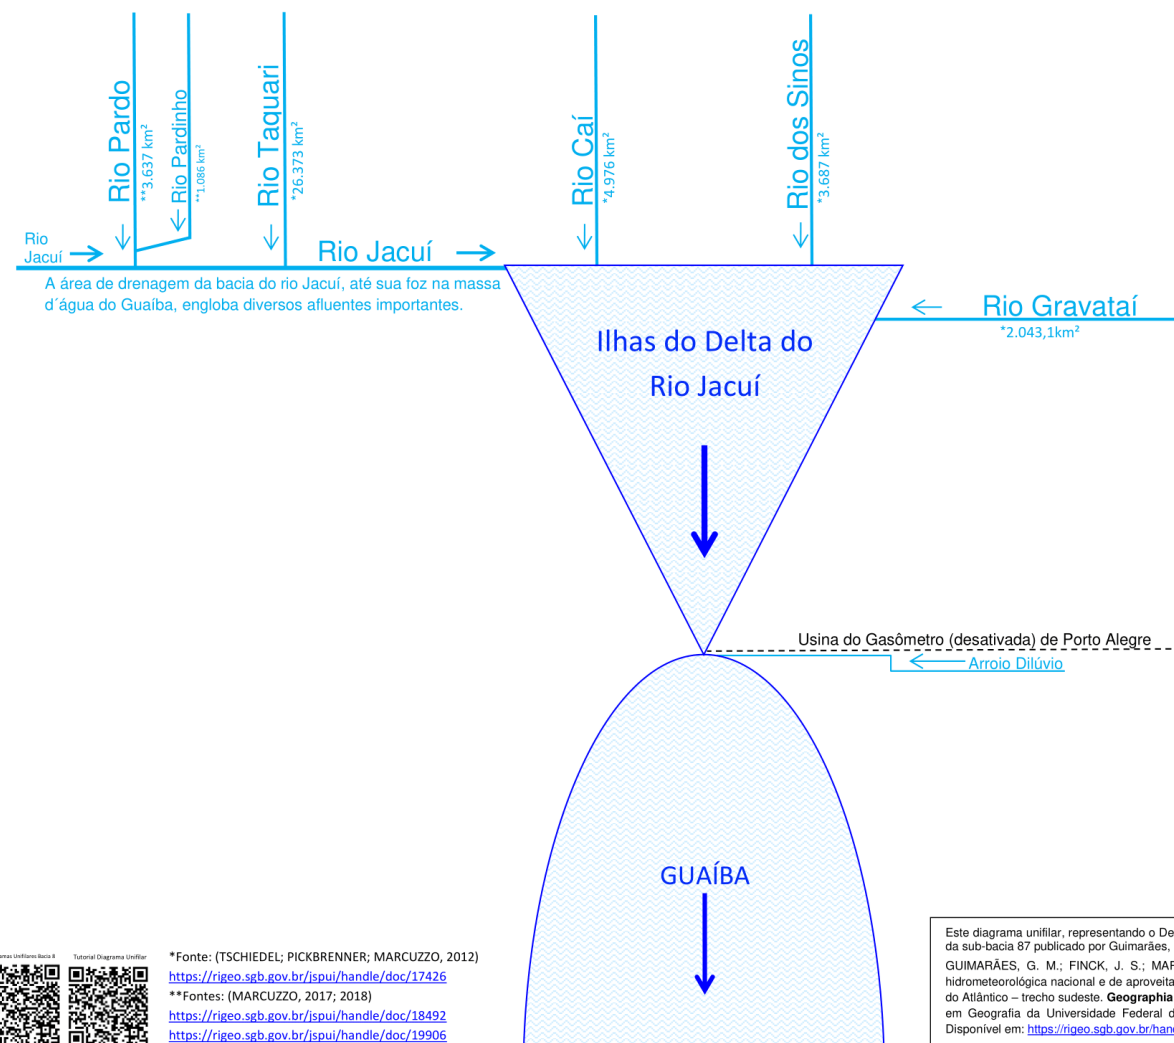 Rio Pardo
**3.637 km²
Rio Pardinho
**1.086 km²
Rio Taquari
*26.373 km²
Rio Caí
*4.976 km²
Rio dos Sinos
*3.687 km²
Rio
Jacuí
Rio Jacuí
A área de drenagem da bacia do rio Jacuí, até sua foz na massa
d´água do Guaíba, engloba diversos afluentes importantes.
Rio Gravataí
*2.043,1km²
Ilhas do Delta do
Rio Jacuí
Usina do Gasômetro (desativada) de Porto Alegre
Arroio Dilúvio
GUAÍBA
Unifilares Bacia 8
Tutorial Diagrama Unifilar
*Fonte: (TSCHIEDEL; PICKBRENNER; MARCUZZO, 2012)
https://rigeo.sgb.gov.br/jspui/handle/doc/17426
**Fontes: (MARCUZZO, 2017; 2018)
https://rigeo.sgb.gov.br/jspui/handle/doc/18492
https://rigeo.sgb.gov.br/jspui/handle/doc/19906
Este diagrama unifilar, representando o De
da sub-bacia 87 publicado por Guimarães,
GUIMARÃES, G. M.; FINCK, J. S.; MAR
hidrometeorológica nacional e de aproveita
do Atlântico – trecho sudeste. Geographia
em Geografia da Universidade Federal d
Disponível em: https://rigeo.sgb.gov.br/han